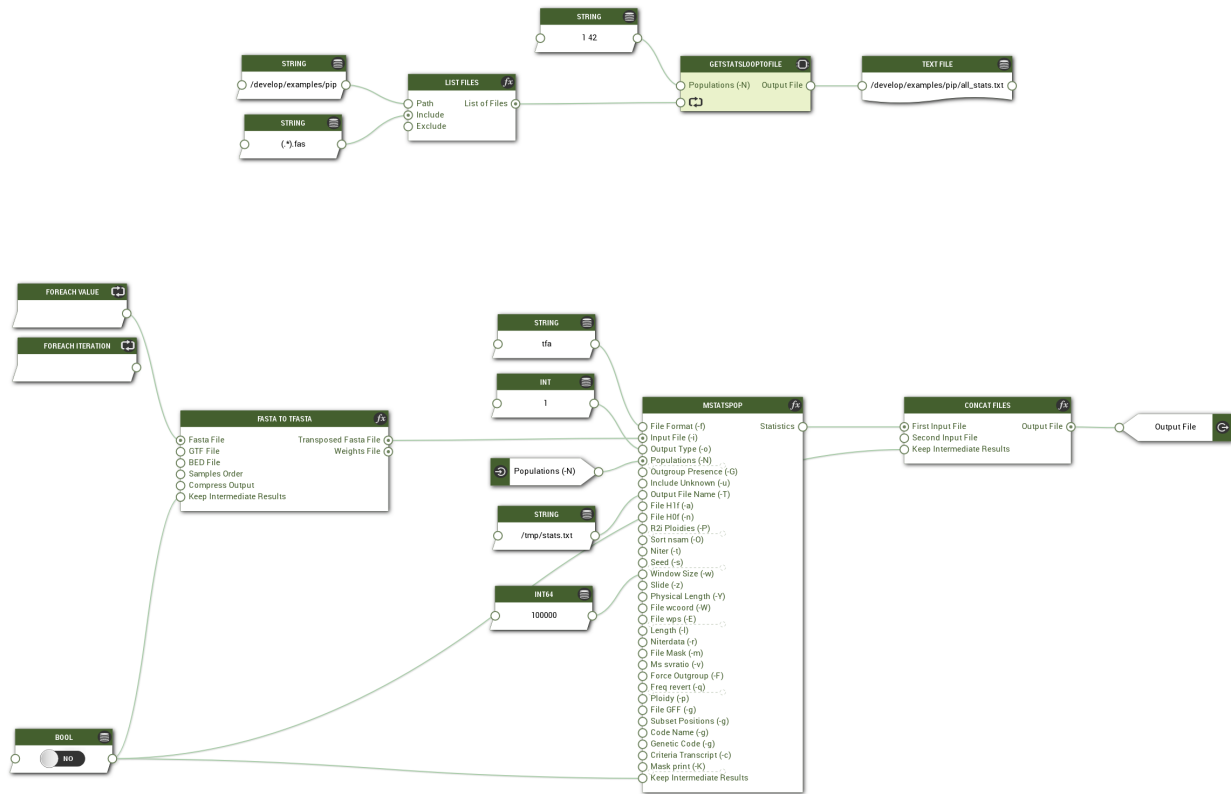 STRING
1 42
STRING
/develop/examples/pip
LIST FILES
Path
List of Files
Include
Exclude
STRING
(.*).fas
GETSTATSLOOPTOFILE
Populations (-N)
Output File
TEXT FILE
/develop/examples/pip/all_stats.txt
FOREACH VALUE
FOREACH ITERATION
FASTA TO TFASTA
Fasta File
Transposed Fasta File
GTF File
Weights File
BED File
Samples Order
Compress Output
Keep Intermediate Results
STRING
tfa
INT
1
Populations (-N)
STRING
/tmp/stats.txt
INT64
100000
BOOL
NO
MSTATSPOP
File Format (-f)
Statistics
Input File (-i)
Output Type (-o)
Populations (-N)
Outgroup Presence (-G)
Include Unknown (-u)
Output File Name (-T)
File H1f (-a)
File H0f (-n)
R2i Ploidies (-P)
Sort nsam (-O)
Niter (-t)
Seed (-s)
Window Size (-w)
Slide (-z)
Physical Length (-Y)
File wcoord (-W)
File wps (-E)
Length (-l)
Niterdata (-r)
File Mask (-m)
Ms svratio (-v)
Force Outgroup (-F)
Freq revert (-q)
Ploidy (-p)
File GFF (-g)
Subset Positions (-g)
Code Name (-g)
Genetic Code (-g)
Criteria Transcript (-c)
Mask print (-K)
Keep Intermediate Results
CONCAT FILES
First Input File
Output File
Second Input File
Keep Intermediate Results
Output File